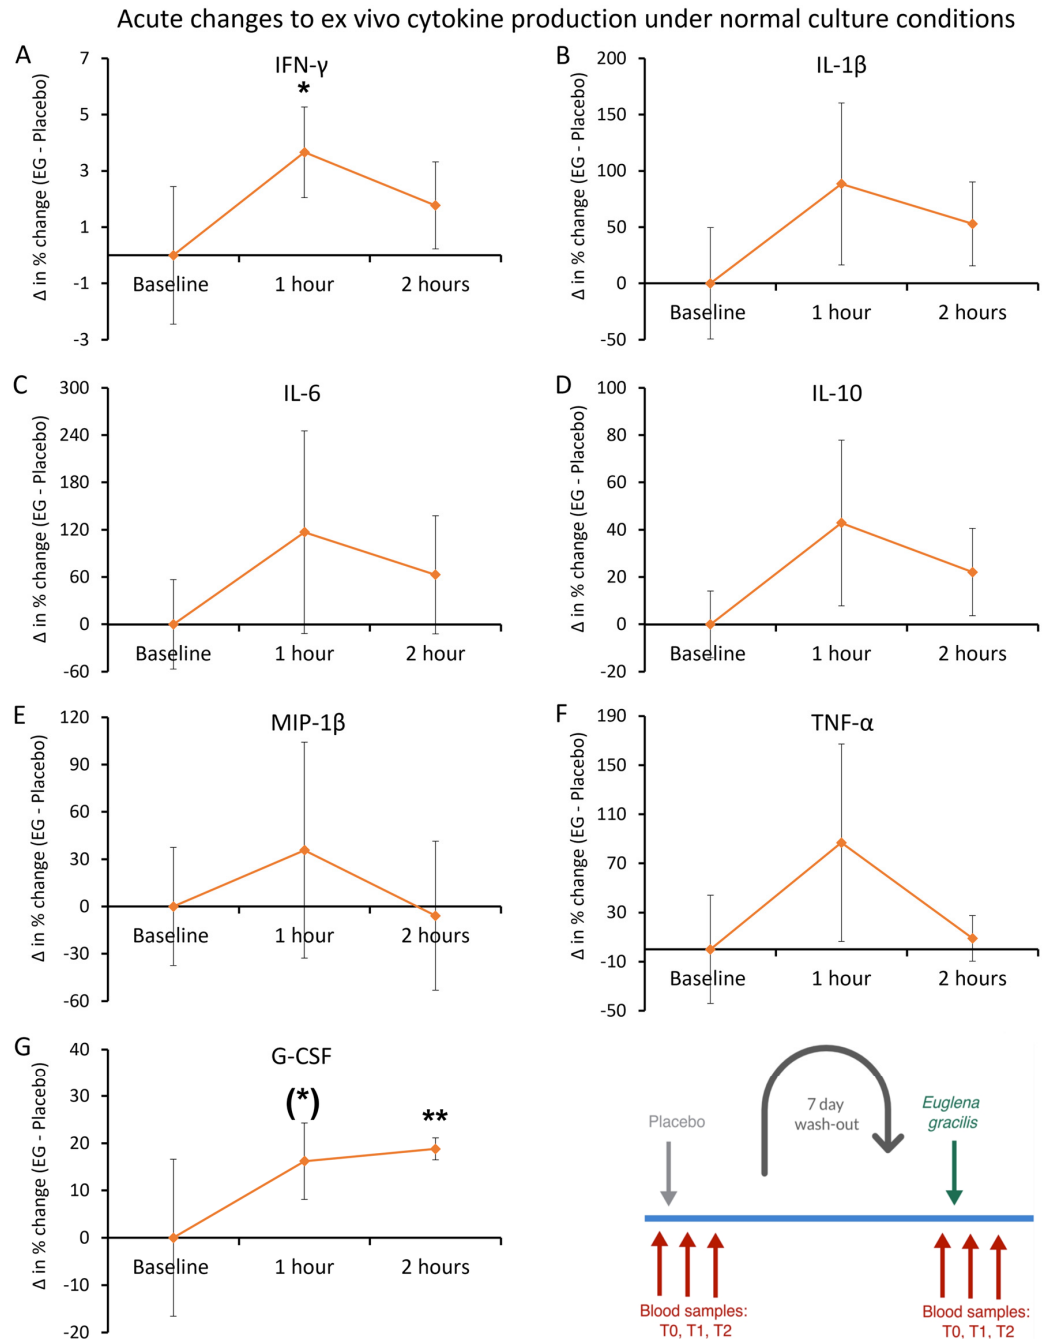 Acute changes to ex vivo cytokine production under normal culture conditions
A
IFN-γ
*
Δ in % change (EG - Placebo)
7
5
3
1
-1
-3
Baseline
1 hour
2 hours
B
IL-1β
Δ in % change (EG - Placebo)
200
150
100
50
0
-50
Baseline
1 hour
2 hours
C
IL-6
Δ in % change (EG - Placebo)
300
240
180
120
60
0
-60
Baseline
1 hour
2 hour
D
IL-10
Δ in % change (EG - Placebo)
100
80
60
40
20
0
-20
Baseline
1 hour
2 hours
E
MIP-1β
Δ in % change (EG - Placebo)
120
90
60
30
0
-30
-60
Baseline
1 hour
2 hours
F
TNF-α
Δ in % change (EG - Placebo)
190
150
110
70
30
-10
-50
Baseline
1 hour
2 hours
G
G-CSF
(*)
**
Δ in % change (EG - Placebo)
40
30
20
10
0
-10
-20
Baseline
1 hour
2 hours
Placebo
7 day
wash-out
Euglena
gracilis
Blood samples:
T0, T1, T2
Blood samples:
T0, T1, T2